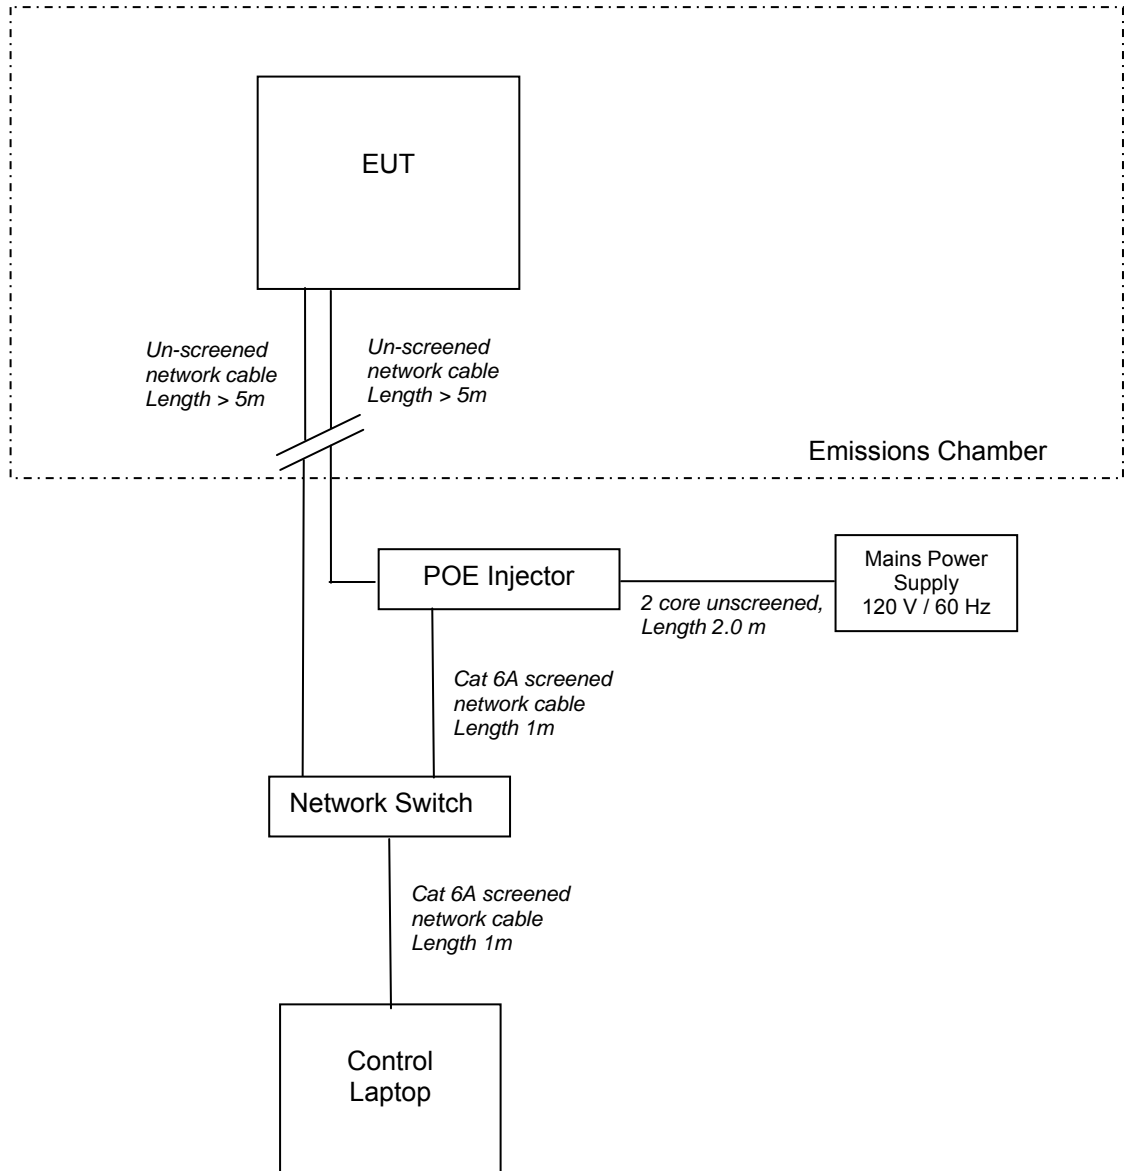 EUT
Un-screened
network cable
Length > 5m
Un-screened
network cable
Length > 5m
Emissions Chamber
POE Injector
Mains Power
Supply
120 V / 60 Hz
2 core unscreened,
Length 2.0 m
Cat 6A screened
network cable
Length 1m
Network Switch
Cat 6A screened
network cable
Length 1m
Control
Laptop